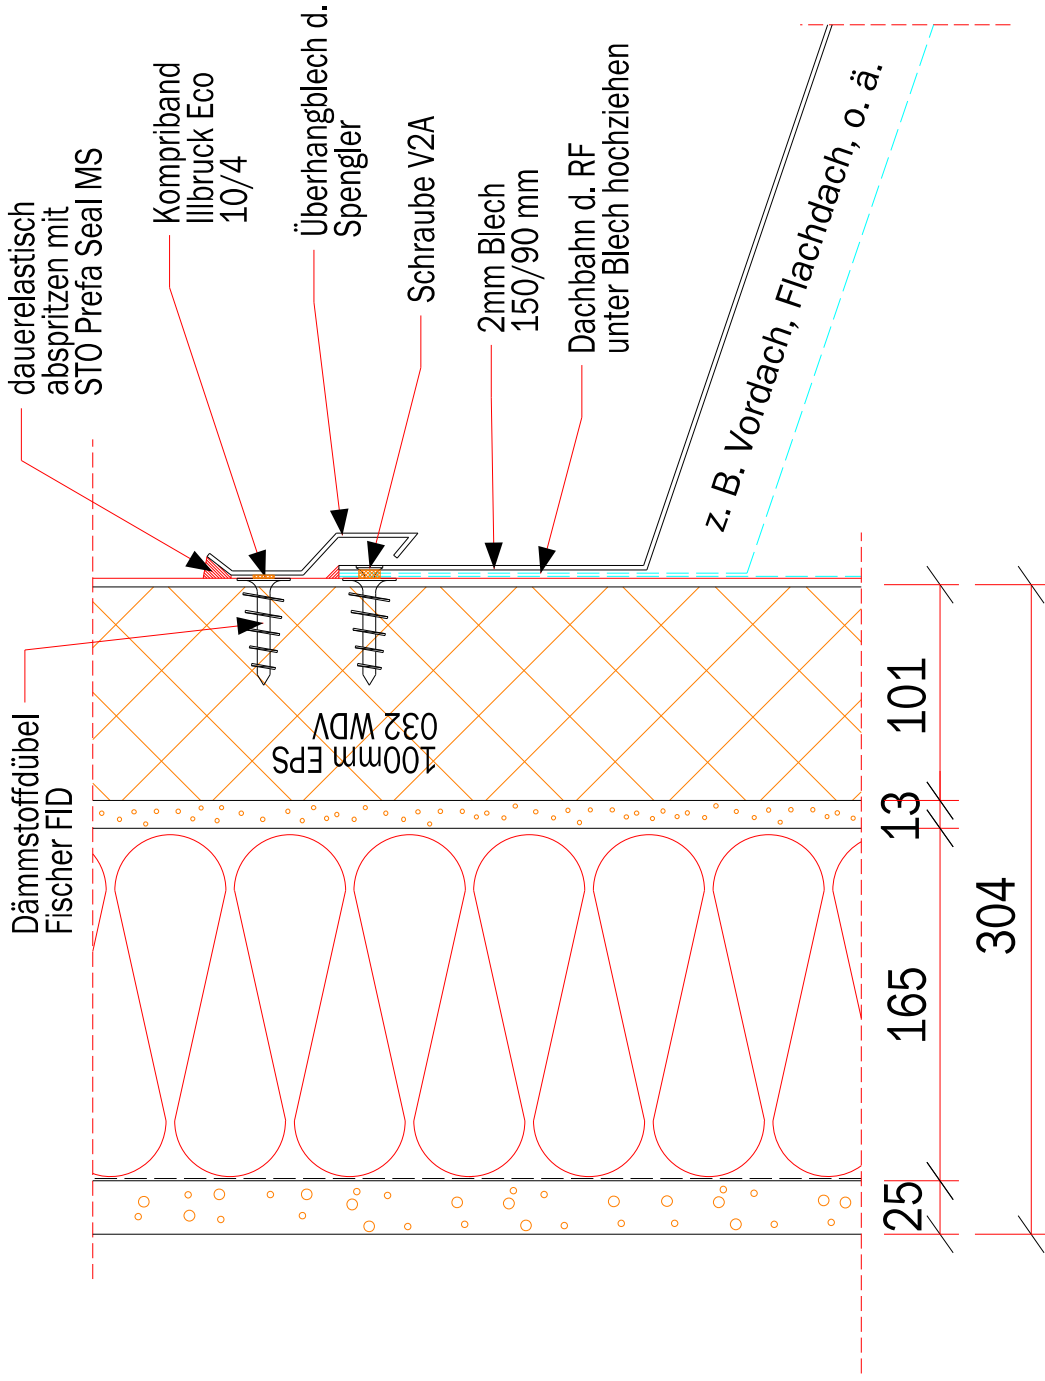 dauerelastisch
abspritzen mit
STO Prefa Seal MS
Kompriband
Illbruck Eco
10/4
Überhangblech d.
Spengler
Schraube V2A
2mm Blech
150/90 mm
Dachbahn d. RF
unter Blech hochziehen
z. B. Vordach, Flachdach, o. ä.
Dämmstoffdübel
Fischer FID
100mm EPS
032 WDV
101
13
165
25
304